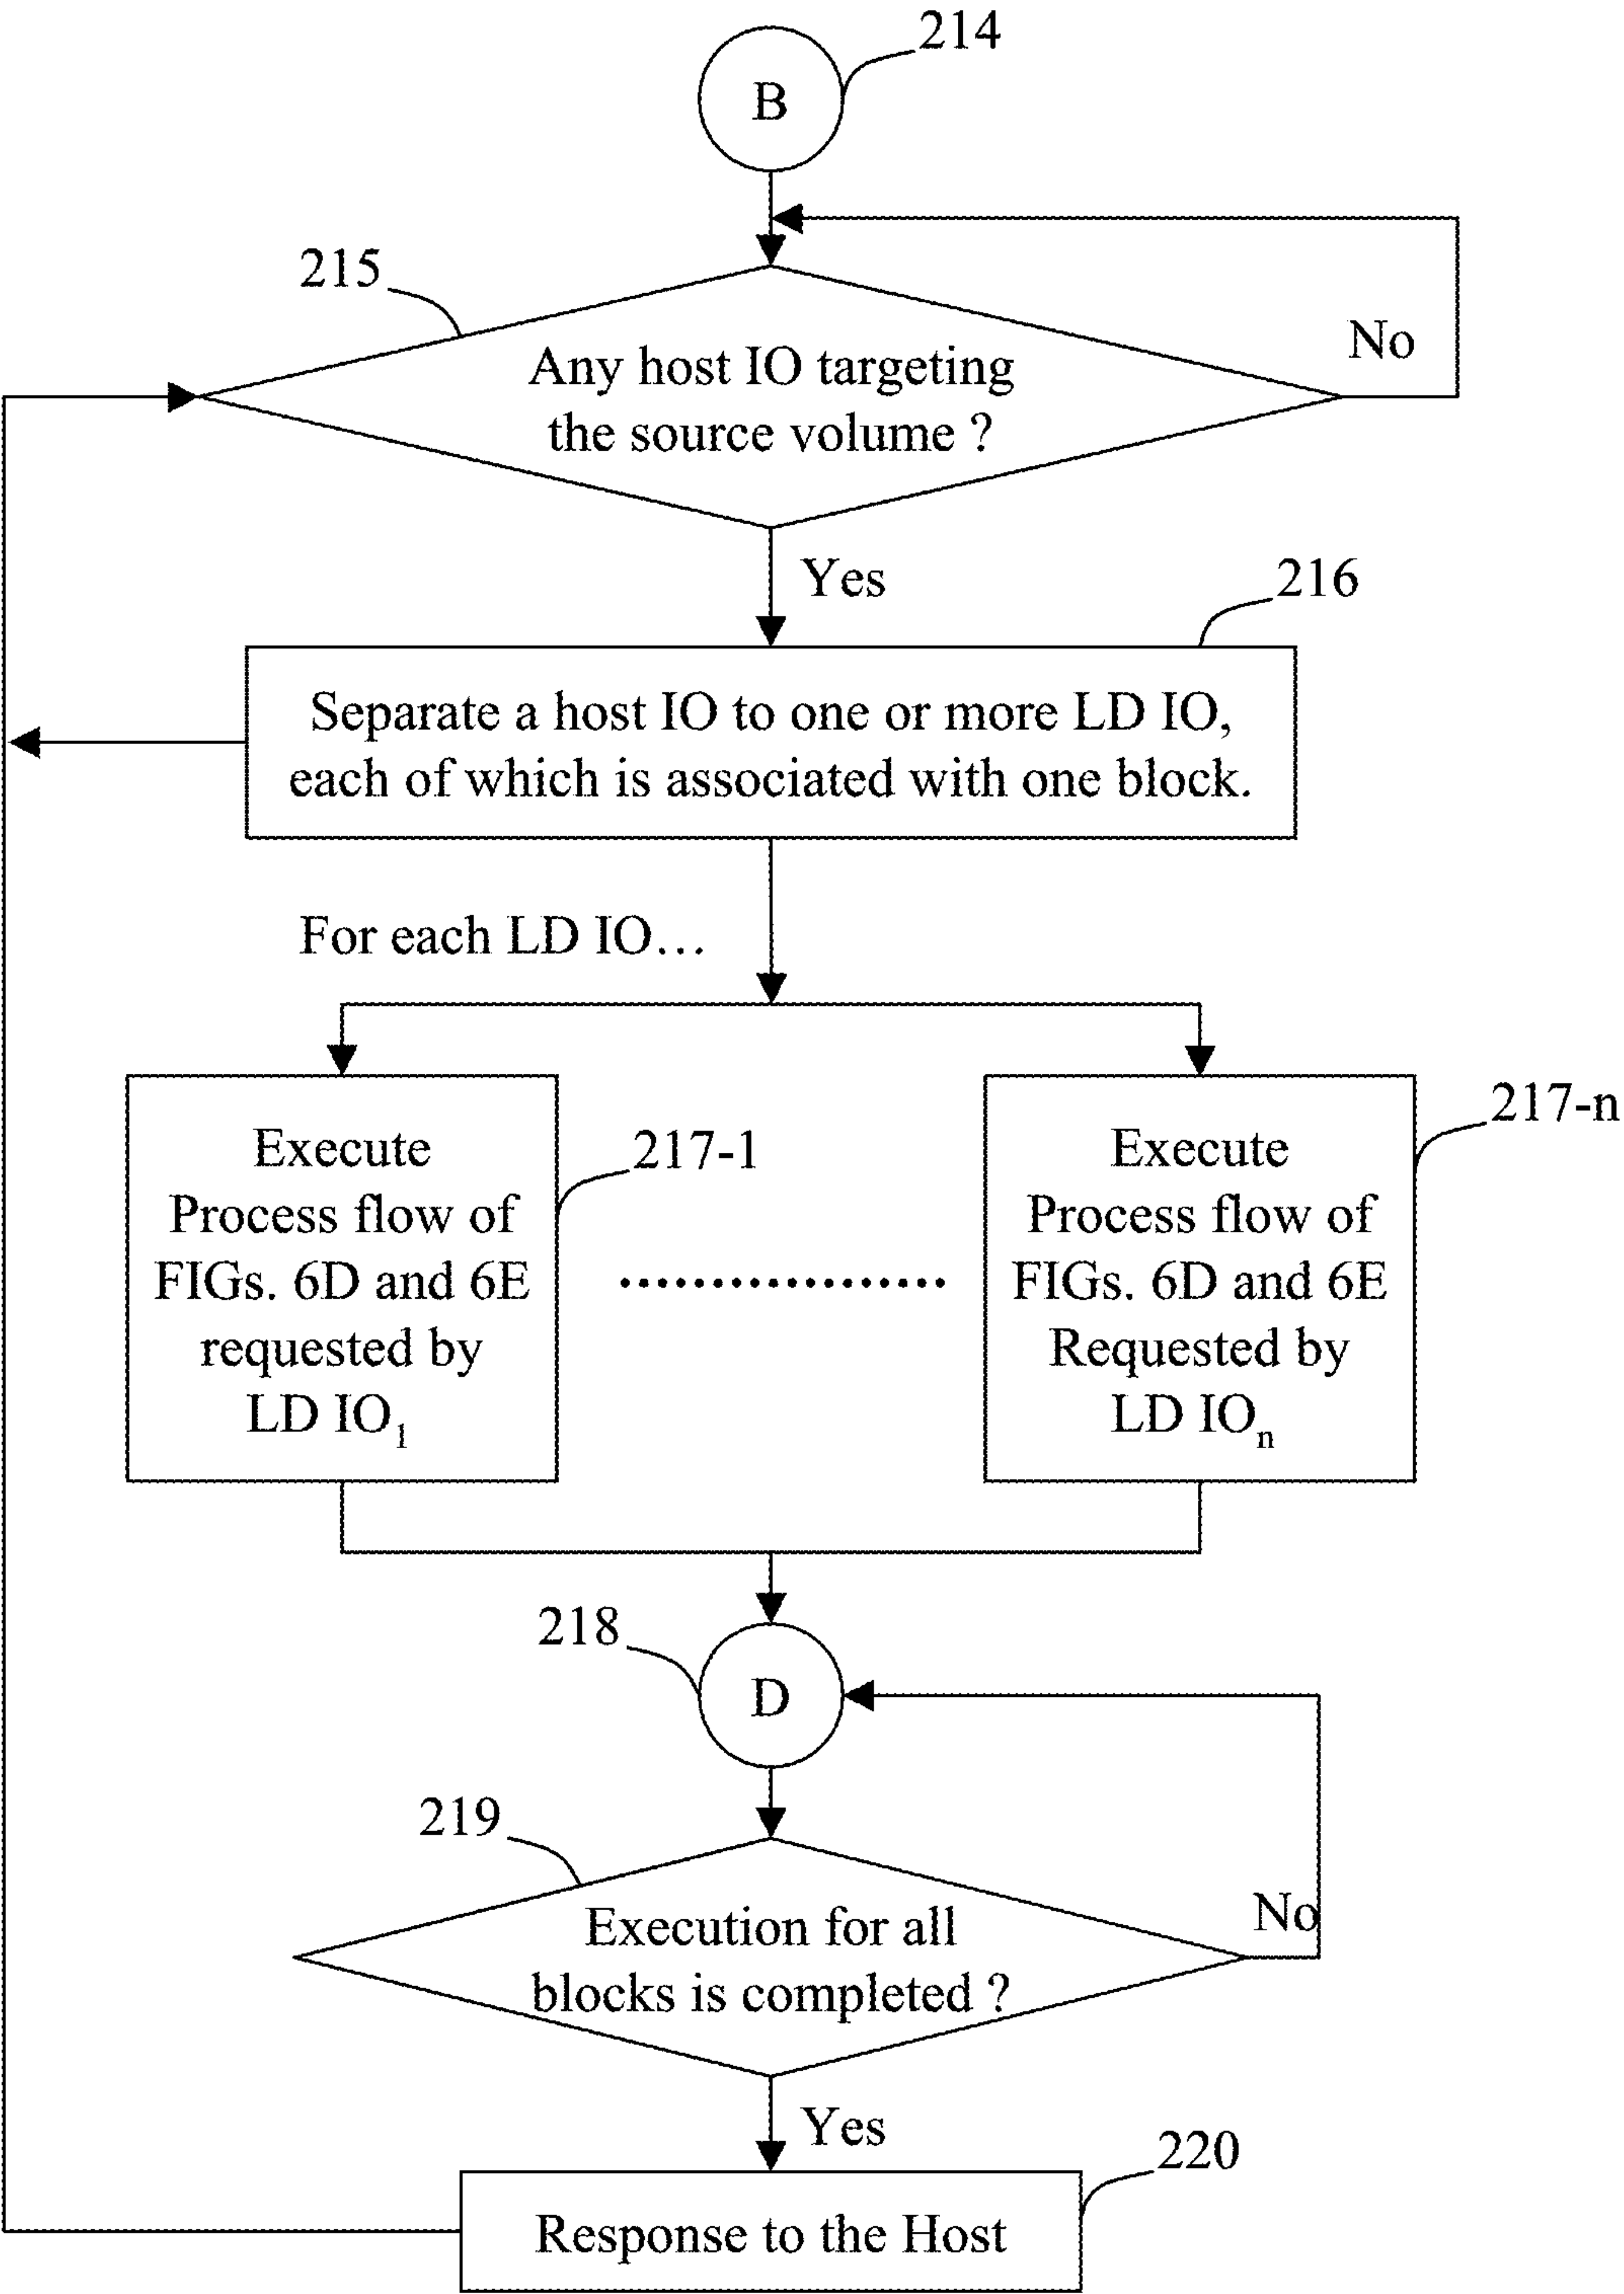 214
B
215
No
Any host IO targeting
the source volume ?
Yes
216
Separate a host IO to one or more LD IO,
each of which is associated with one block.
For each LD IO…
217-1
Execute
Process flow of
FIGs. 6D and 6E
requested by
LD IO1
..................
217-n
Execute
Process flow of
FIGs. 6D and 6E
Requested by
LD IOn
218
D
219
No
Execution for all
blocks is completed ?
Yes
220
Response to the Host